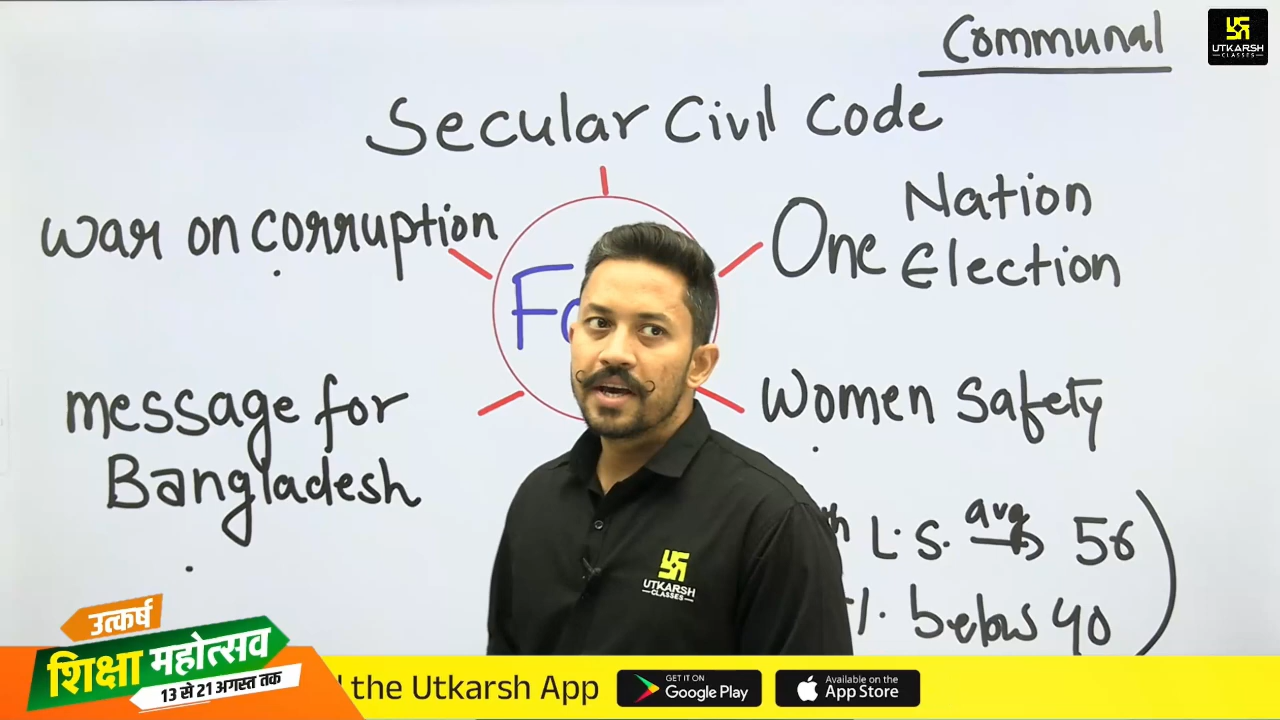 Communal
UTKARSH
CLASSES
Secular Civil Code
war on corruption
One Nation
Election
message for
Bangladesh
Women Safety
L.S. avg → 56
below 40
UTKARSH
CLASSES
उत्कर्ष
शिक्षा महोत्सव
13 से 21 अगस्त तक
the Utkarsh App
GET IT ON
Google Play
Available on the
App Store